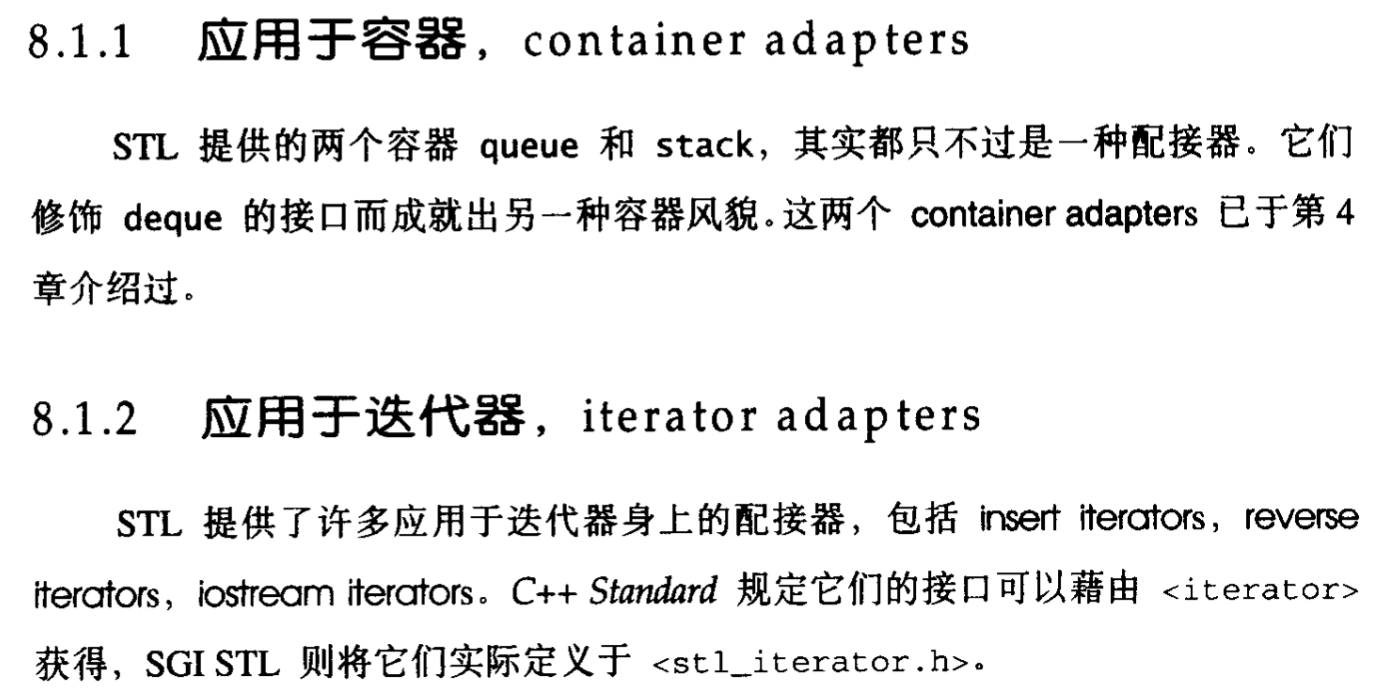 8.1.1 应用于容器，container adapters
STL 提供的两个容器 queue 和 stack，其实都只不过是一种配接器。它们
修饰 deque 的接口而成就出另一种容器风貌。这两个 container adapters 已于第 4
章介绍过。
8.1.2 应用于迭代器，iterator adapters
STL 提供了许多应用于迭代器身上的配接器，包括 insert iterators，reverse
iterators，iostream iterators。C++ Standard 规定它们的接口可以藉由 <iterator>
获得，SGI STL 则将它们实际定义于 <stl_iterator.h>。